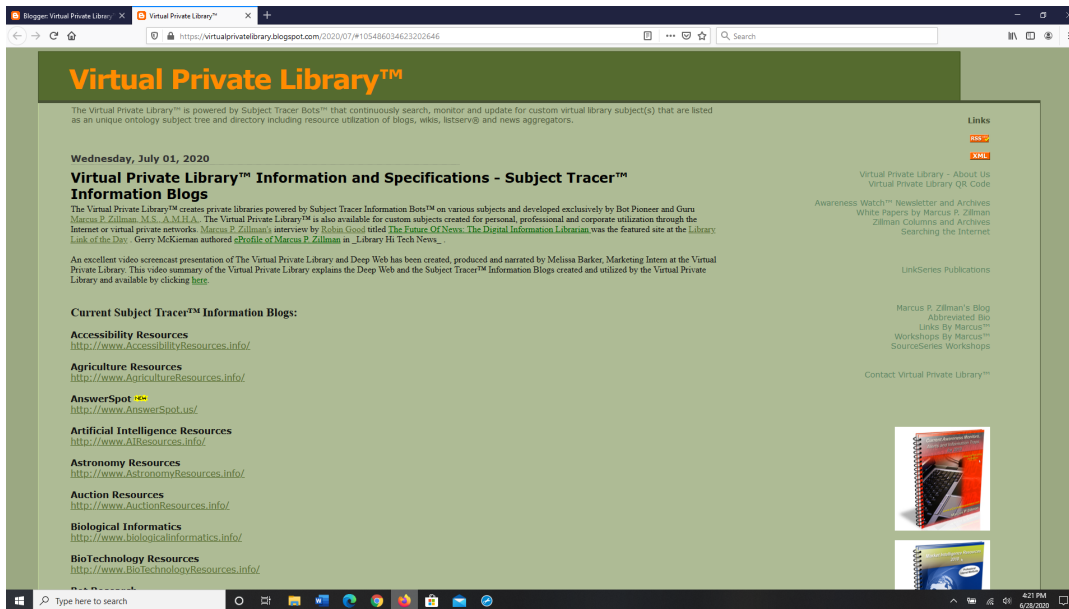 Blogger: Virtual Private Library
Virtual Private Library™
https://virtualprivatelibrary.blogspot.com/2020/07/#105486034623202646
Search
Virtual Private Library™
The Virtual Private Library™ is powered by Subject Tracer Bots™ that continuously search, monitor and update for custom virtual library subject(s) that are listed
as an unique ontology subject tree and directory including resource utilization of blogs, wikis, listserv® and news aggregators.
Links
RSS
XML
Wednesday, July 01, 2020
Virtual Private Library™ Information and Specifications - Subject Tracer™
Information Blogs
The Virtual Private Library™ creates private libraries powered by Subject Tracer Information Bots™ on various subjects and developed exclusively by Bot Pioneer and Guru
Marcus P. Zillman, M.S., A.M.H.A.. The Virtual Private Library™ is also available for custom subjects created for personal, professional and corporate utilization through the
Internet or virtual private networks. Marcus P. Zillman's interview by Robin Good titled The Future Of News: The Digital Information Librarian was the featured site at the Library
Link of the Day . Gerry McKiernan authored eProfile of Marcus P. Zillman in _Library Hi Tech News_ .
An excellent video screencast presentation of The Virtual Private Library and Deep Web has been created, produced and narrated by Melissa Barker, Marketing Intern at the Virtual
Private Library. This video summary of the Virtual Private Library explains the Deep Web and the Subject Tracer™ Information Blogs created and utilized by the Virtual Private
Library and available by clicking here.
Current Subject Tracer™ Information Blogs:
Accessibility Resources
http://www.AccessibilityResources.info/
Agriculture Resources
http://www.AgricultureResources.info/
AnswerSpot NEW
http://www.AnswerSpot.us/
Artificial Intelligence Resources
http://www.AIResources.info/
Astronomy Resources
http://www.AstronomyResources.info/
Auction Resources
http://www.AuctionResources.info/
Biological Informatics
http://www.biologicalinformatics.info/
BioTechnology Resources
http://www.BioTechnologyResources.info/
Bot Research
Virtual Private Library - About Us
Virtual Private Library QR Code
Awareness Watch™ Newsletter and Archives
White Papers by Marcus P. Zillman
Zillman Columns and Archives
Searching the Internet
LinkSeries Publications
Marcus P. Zillman's Blog
Abbreviated Bio
Links By Marcus™
Workshops By Marcus™
SourceSeries Workshops
Contact Virtual Private Library™
Type here to search
4:21 PM
6/28/2020